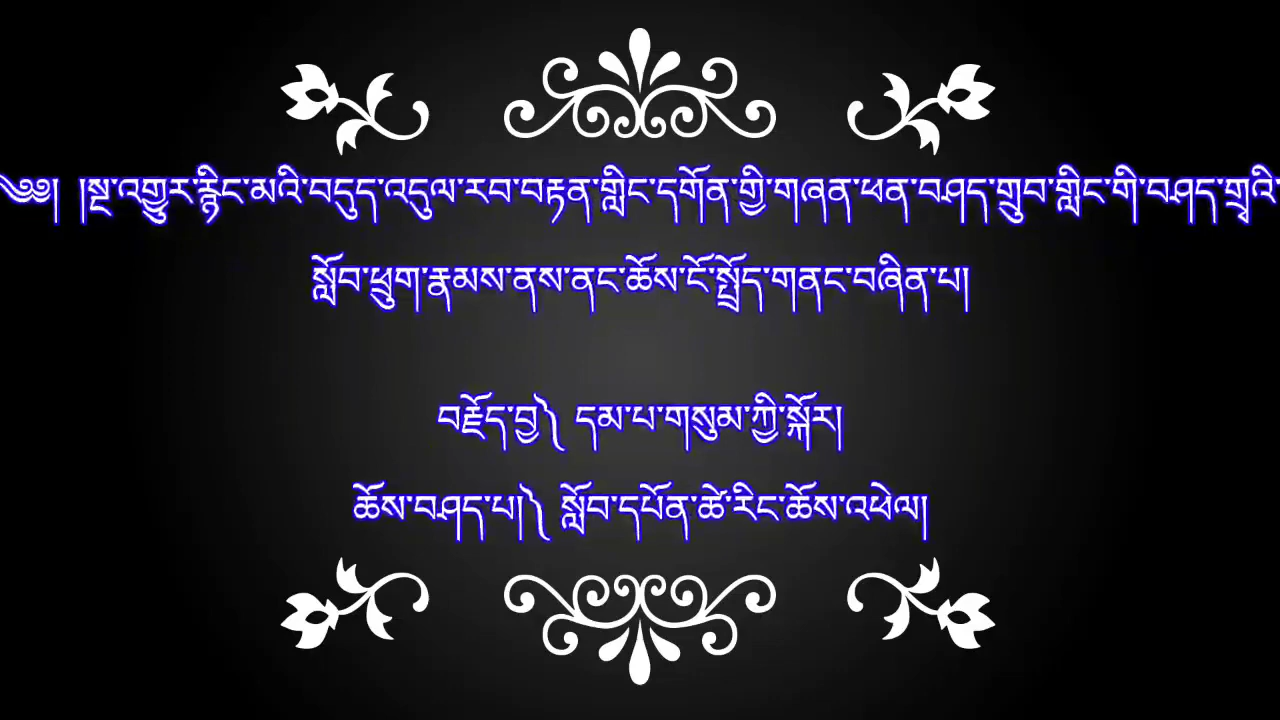 ༄༅། །སྔ་འགྱུར་རྙིང་མའི་བདུད་འདུལ་རབ་བརྟན་གླིང་དགོན་གྱི་གཞན་ཕན་བཤད་གྲུབ་གླིང་གི་བཤད་གྲྭའི་
སློབ་ཕྲུག་རྣམས་ནས་ནང་ཆོས་ངོ་སྤྲོད་གནང་བཞིན་པ།
བརྗོད་བྱ༽ དམ་པ་གསུམ་ཀྱི་སྐོར།
ཆོས་བཤད་པ།༽ སློབ་དཔོན་ཚེ་རིང་ཆོས་འཕེལ།